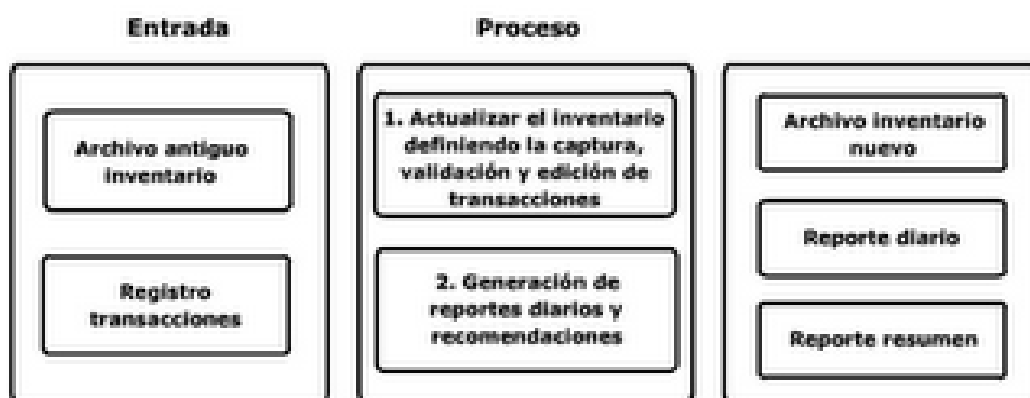 Entrada
Proceso
Archivo antiguo
inventario
Registro
transacciones
1. Actualizar el inventario
definiendo la captura,
validación y edición de
transacciones
2. Generación de
reportes diarios y
recomendaciones
Archivo inventario
nuevo
Reporte diario
Reporte resumen